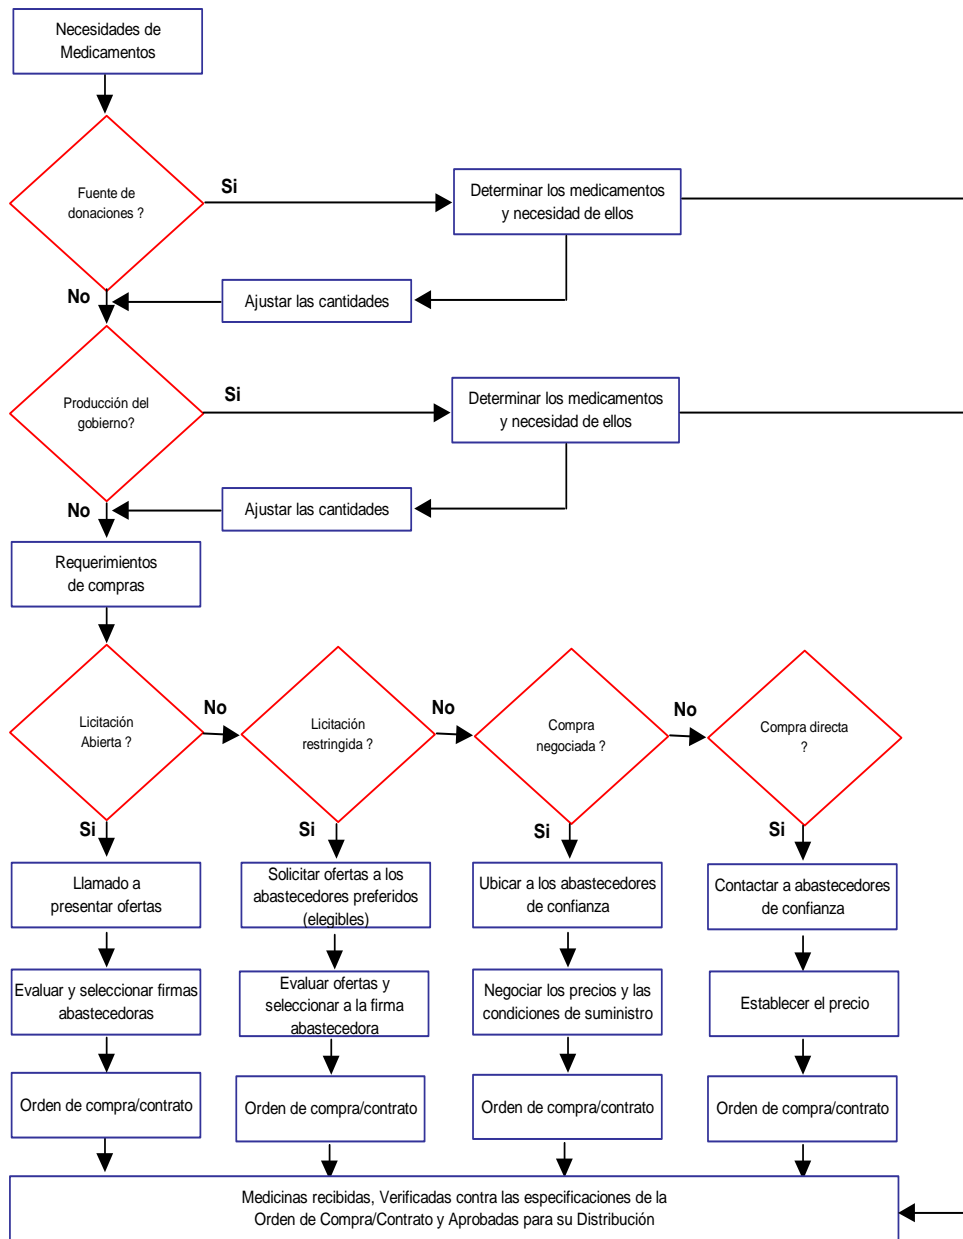 Necesidades de
Medicamentos
Fuente de
donaciones ?
Si
Determinar los medicamentos
y necesidad de ellos
No
Ajustar las cantidades
Producción del
gobierno?
Si
Determinar los medicamentos
y necesidad de ellos
No
Ajustar las cantidades
Requerimientos
de compras
Licitación
Abierta ?
No
Licitación
restringida ?
No
Compra
negociada ?
No
Compra directa
?
Si
Si
Si
Si
Llamado a
presentar ofertas
Solicitar ofertas a los
abastecedores preferidos
(elegibles)
Ubicar a los abastecedores
de confianza
Contactar a abastecedores
de confianza
Evaluar y seleccionar firmas
abastecedoras
Evaluar ofertas y
seleccionar a la firma
abastecedora
Negociar los precios y las
condiciones de suministro
Establecer el precio
Orden de compra/contrato
Orden de compra/contrato
Orden de compra/contrato
Orden de compra/contrato
Medicinas recibidas, Verificadas contra las especificaciones de la
Orden de Compra/Contrato y Aprobadas para su Distribución